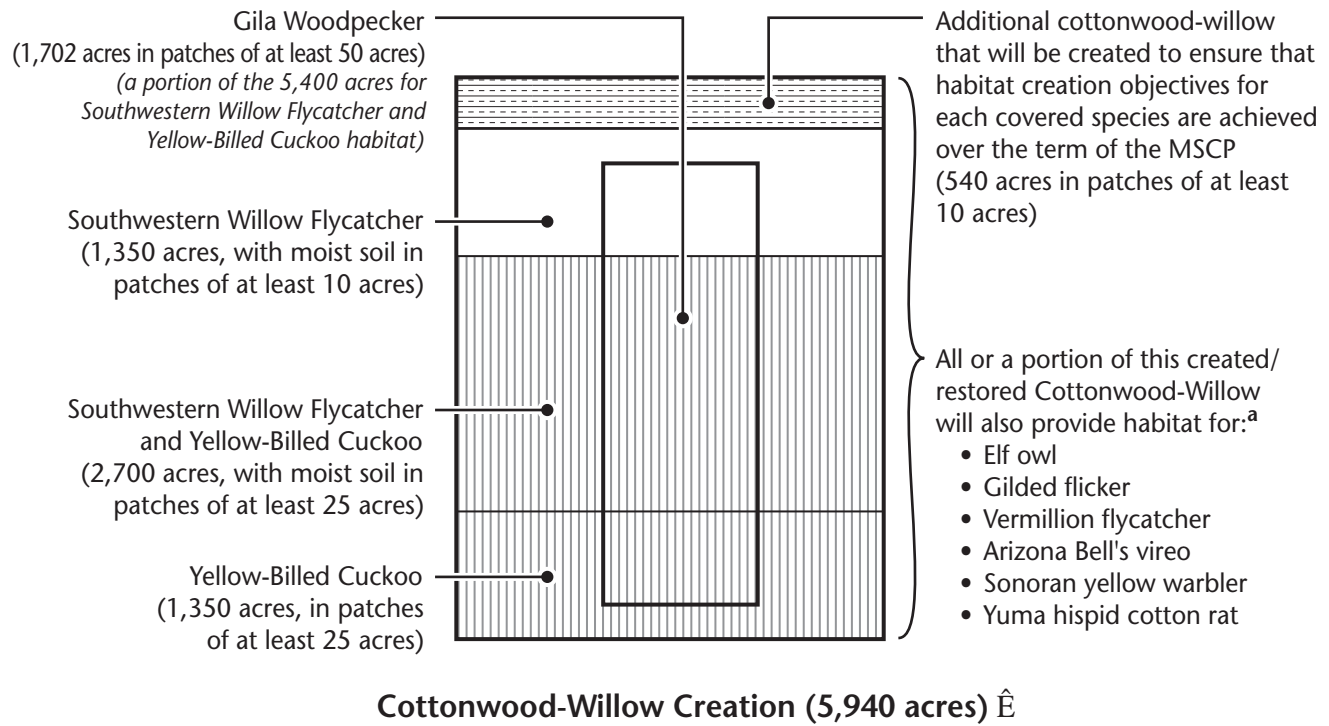 Gila Woodpecker
(1,702 acres in patches of at least 50 acres)
(a portion of the 5,400 acres for
Southwestern Willow Flycatcher and
Yellow-Billed Cuckoo habitat)
Southwestern Willow Flycatcher
(1,350 acres, with moist soil in
patches of at least 10 acres)
Southwestern Willow Flycatcher
and Yellow-Billed Cuckoo
(2,700 acres, with moist soil in
patches of at least 25 acres)
Yellow-Billed Cuckoo
(1,350 acres, in patches
of at least 25 acres)
Additional cottonwood-willow
that will be created to ensure that
habitat creation objectives for
each covered species are achieved
over the term of the MSCP
(540 acres in patches of at least
10 acres)
All or a portion of this created/
restored Cottonwood-Willow
will also provide habitat for:a
• Elf owl
• Gilded flicker
• Vermillion flycatcher
• Arizona Bell's vireo
• Sonoran yellow warbler
• Yuma hispid cotton rat
Cottonwood-Willow Creation (5,940 acres) Ê